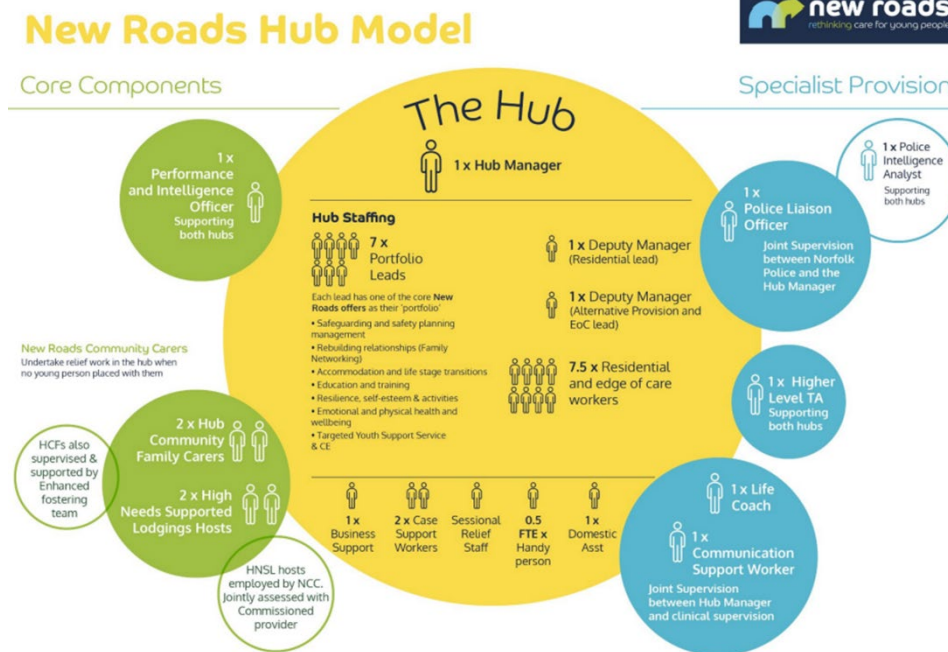 New Roads Hub Model
new roads
rethinking care for young people
Core Components
Specialist Provision
The Hub
1 x Hub Manager
1 x
Performance
and Intelligence
Officer
Supporting
both hubs
Hub Staffing
7 x
Portfolio
Leads
Each lead has one of the core New
Roads offers as their 'portfolio'
• Safeguarding and safety planning
management
• Rebuilding relationships (Family
Networking)
• Accommodation and life stage transitions
• Education and training
• Resilience, self-esteem & activities
• Emotional and physical health and
wellbeing
• Targeted Youth Support Service
& CE
1 x Deputy Manager
(Residential lead)
1 x Deputy Manager
(Alternative Provision and
EoC lead)
7.5 x Residential
and edge of care
workers
1 x
Business
Support
2 x Case
Support
Workers
Sessional
Relief
Staff
0.5
FTE x
Handy
person
1 x
Domestic
Asst
New Roads Community Carers
Undertake relief work in the hub when
no young person placed with them
2 x Hub
Community
Family Carers
2 x High
Needs Supported
Lodgings Hosts
HCFs also
supervised &
supported by
Enhanced
fostering
team
HNSL hosts
employed by NCC.
Jointly assessed with
Commissioned
provider
1 x Police
Intelligence
Analyst
Supporting
both hubs
1 x
Police Liaison
Officer
Joint Supervision
between Norfolk
Police and the
Hub Manager
1 x Higher
Level TA
Supporting
both hubs
1 x Life
Coach
1 x
Communication
Support Worker
Joint Supervision
between Hub Manager
and clinical supervision